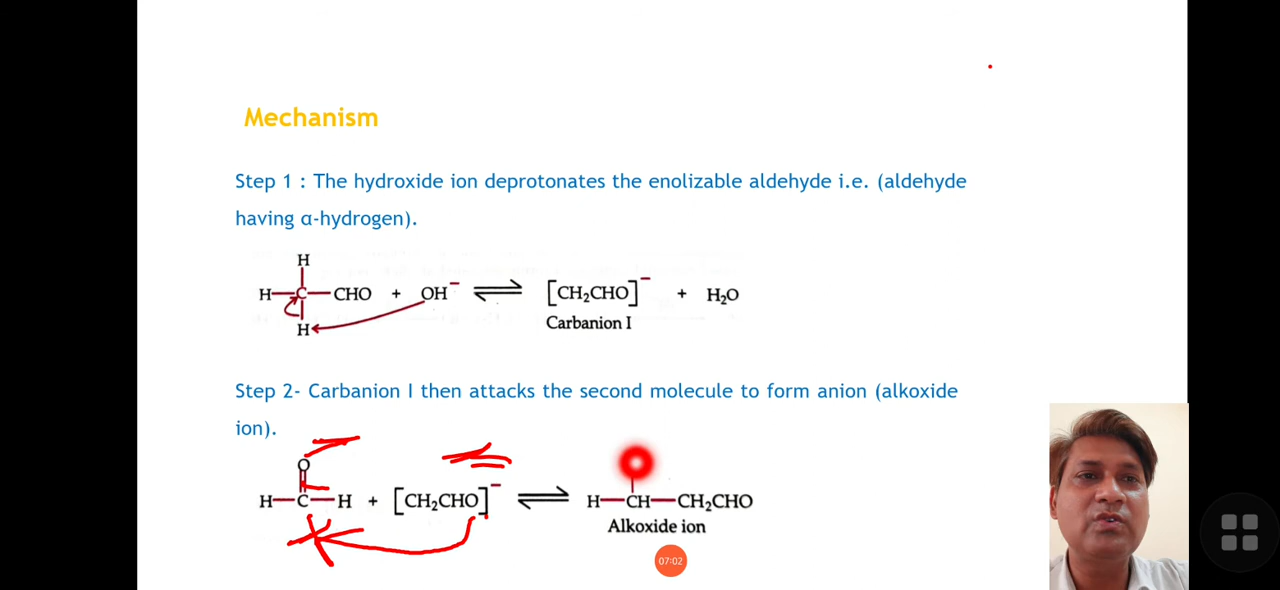 Mechanism
Step 1 : The hydroxide ion deprotonates the enolizable aldehyde i.e. (aldehyde
having α-hydrogen).
H
H—C—CHO + OH⁻ ⇌ [CH₂CHO]⁻ + H₂O
H
Carbanion I
Step 2- Carbanion I then attacks the second molecule to form anion (alkoxide
ion).
O
H—C—H + [CH₂CHO]⁻ ⇌ H—CH—CH₂CHO
Alkoxide ion
07:02